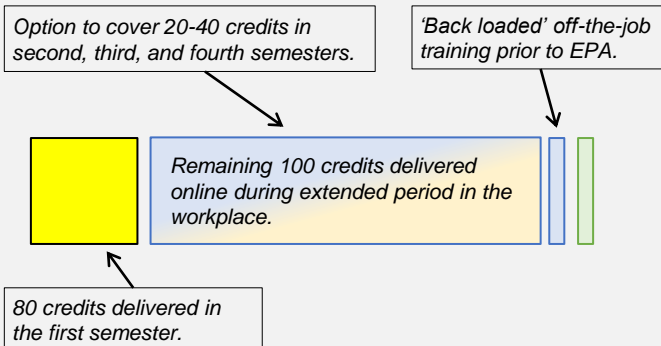 Option to cover 20-40 credits in
second, third, and fourth semesters.
‘Back loaded’ off-the-job
training prior to EPA.
Remaining 100 credits delivered
online during extended period in the
workplace.
80 credits delivered in
the first semester.